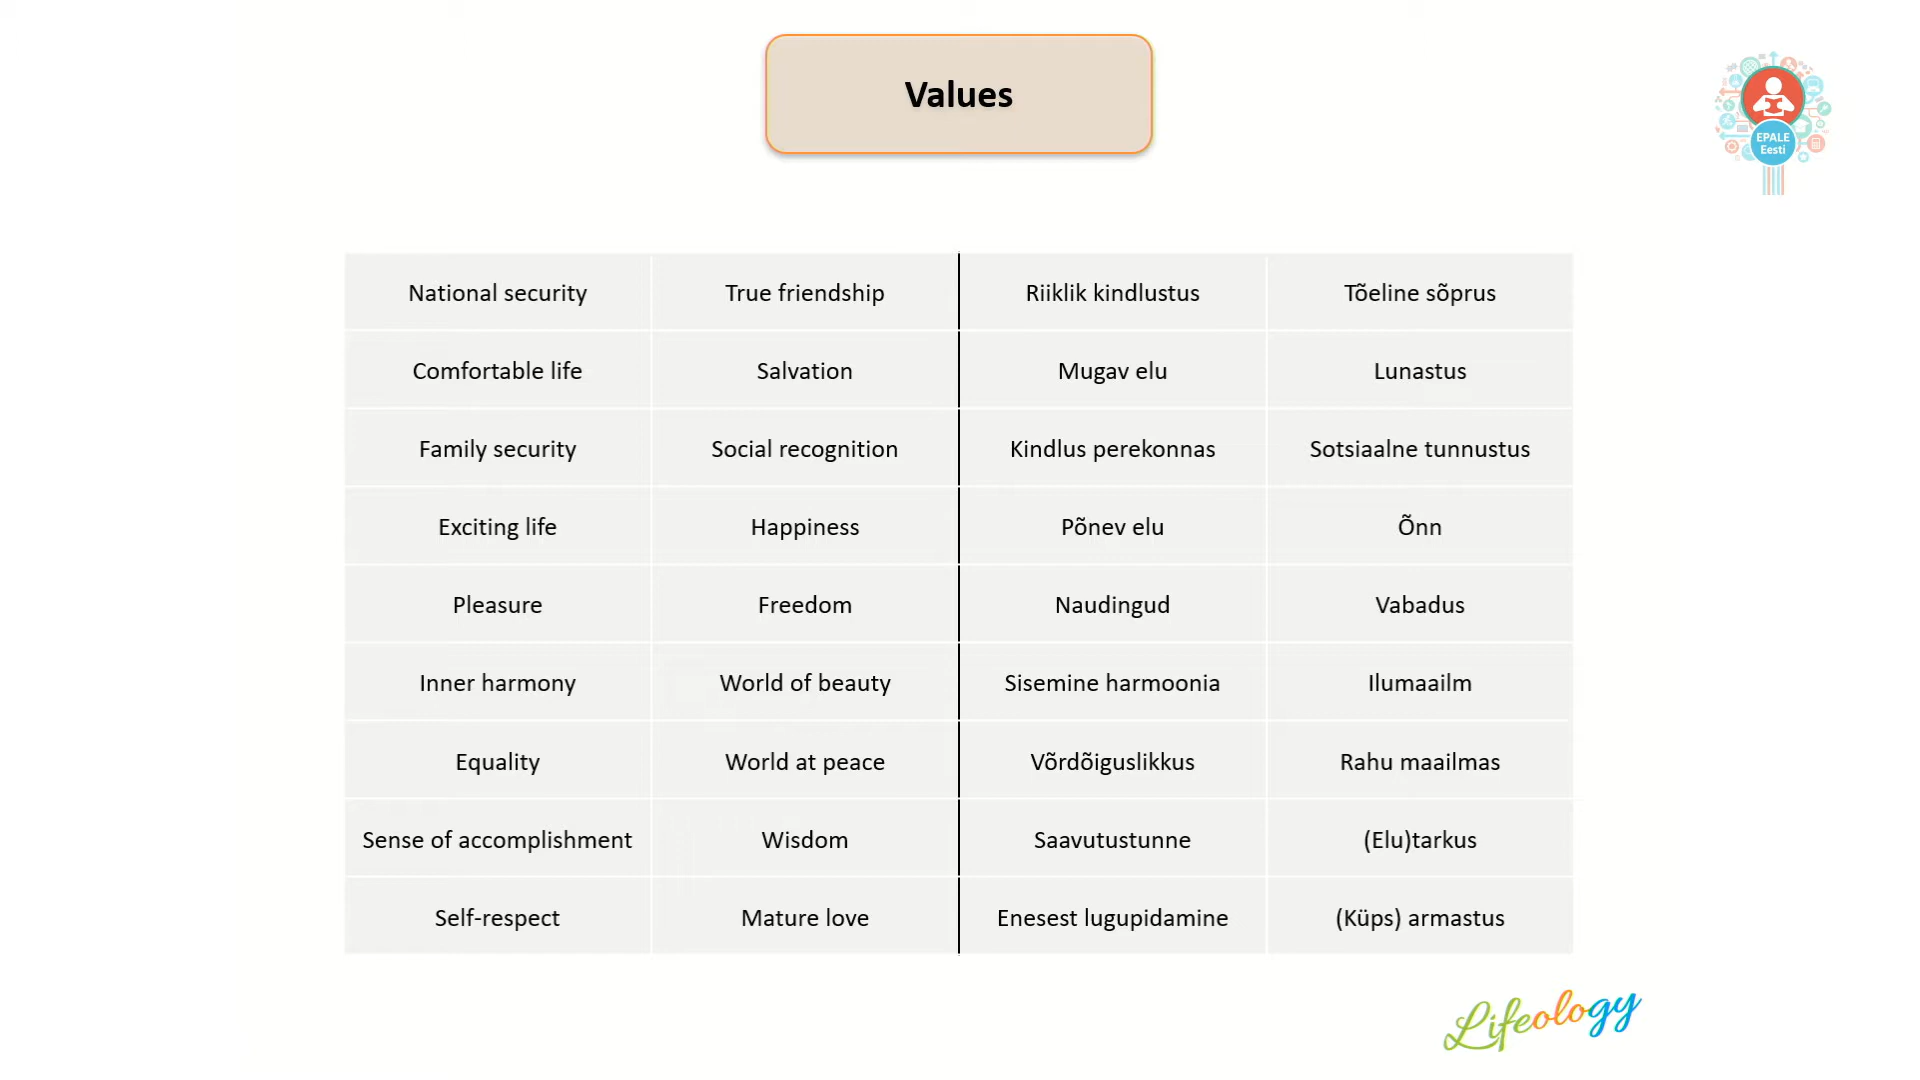 Values
EPALE
Eesti
National security True friendship Riiklik kindlustus Tõeline sõprus
Comfortable life Salvation Mugav elu Lunastus
Family security Social recognition Kindlus perekonnas Sotsiaalne tunnustus
Exciting life Happiness Põnev elu Õnn
Pleasure Freedom Naudingud Vabadus
Inner harmony World of beauty Sisemine harmoonia Ilumaailm
Equality World at peace Võrdõiguslikkus Rahu maailmas
Sense of accomplishment Wisdom Saavutustunne (Elu)tarkus
Self-respect Mature love Enesest lugupidamine (Küps) armastus
Lifeology